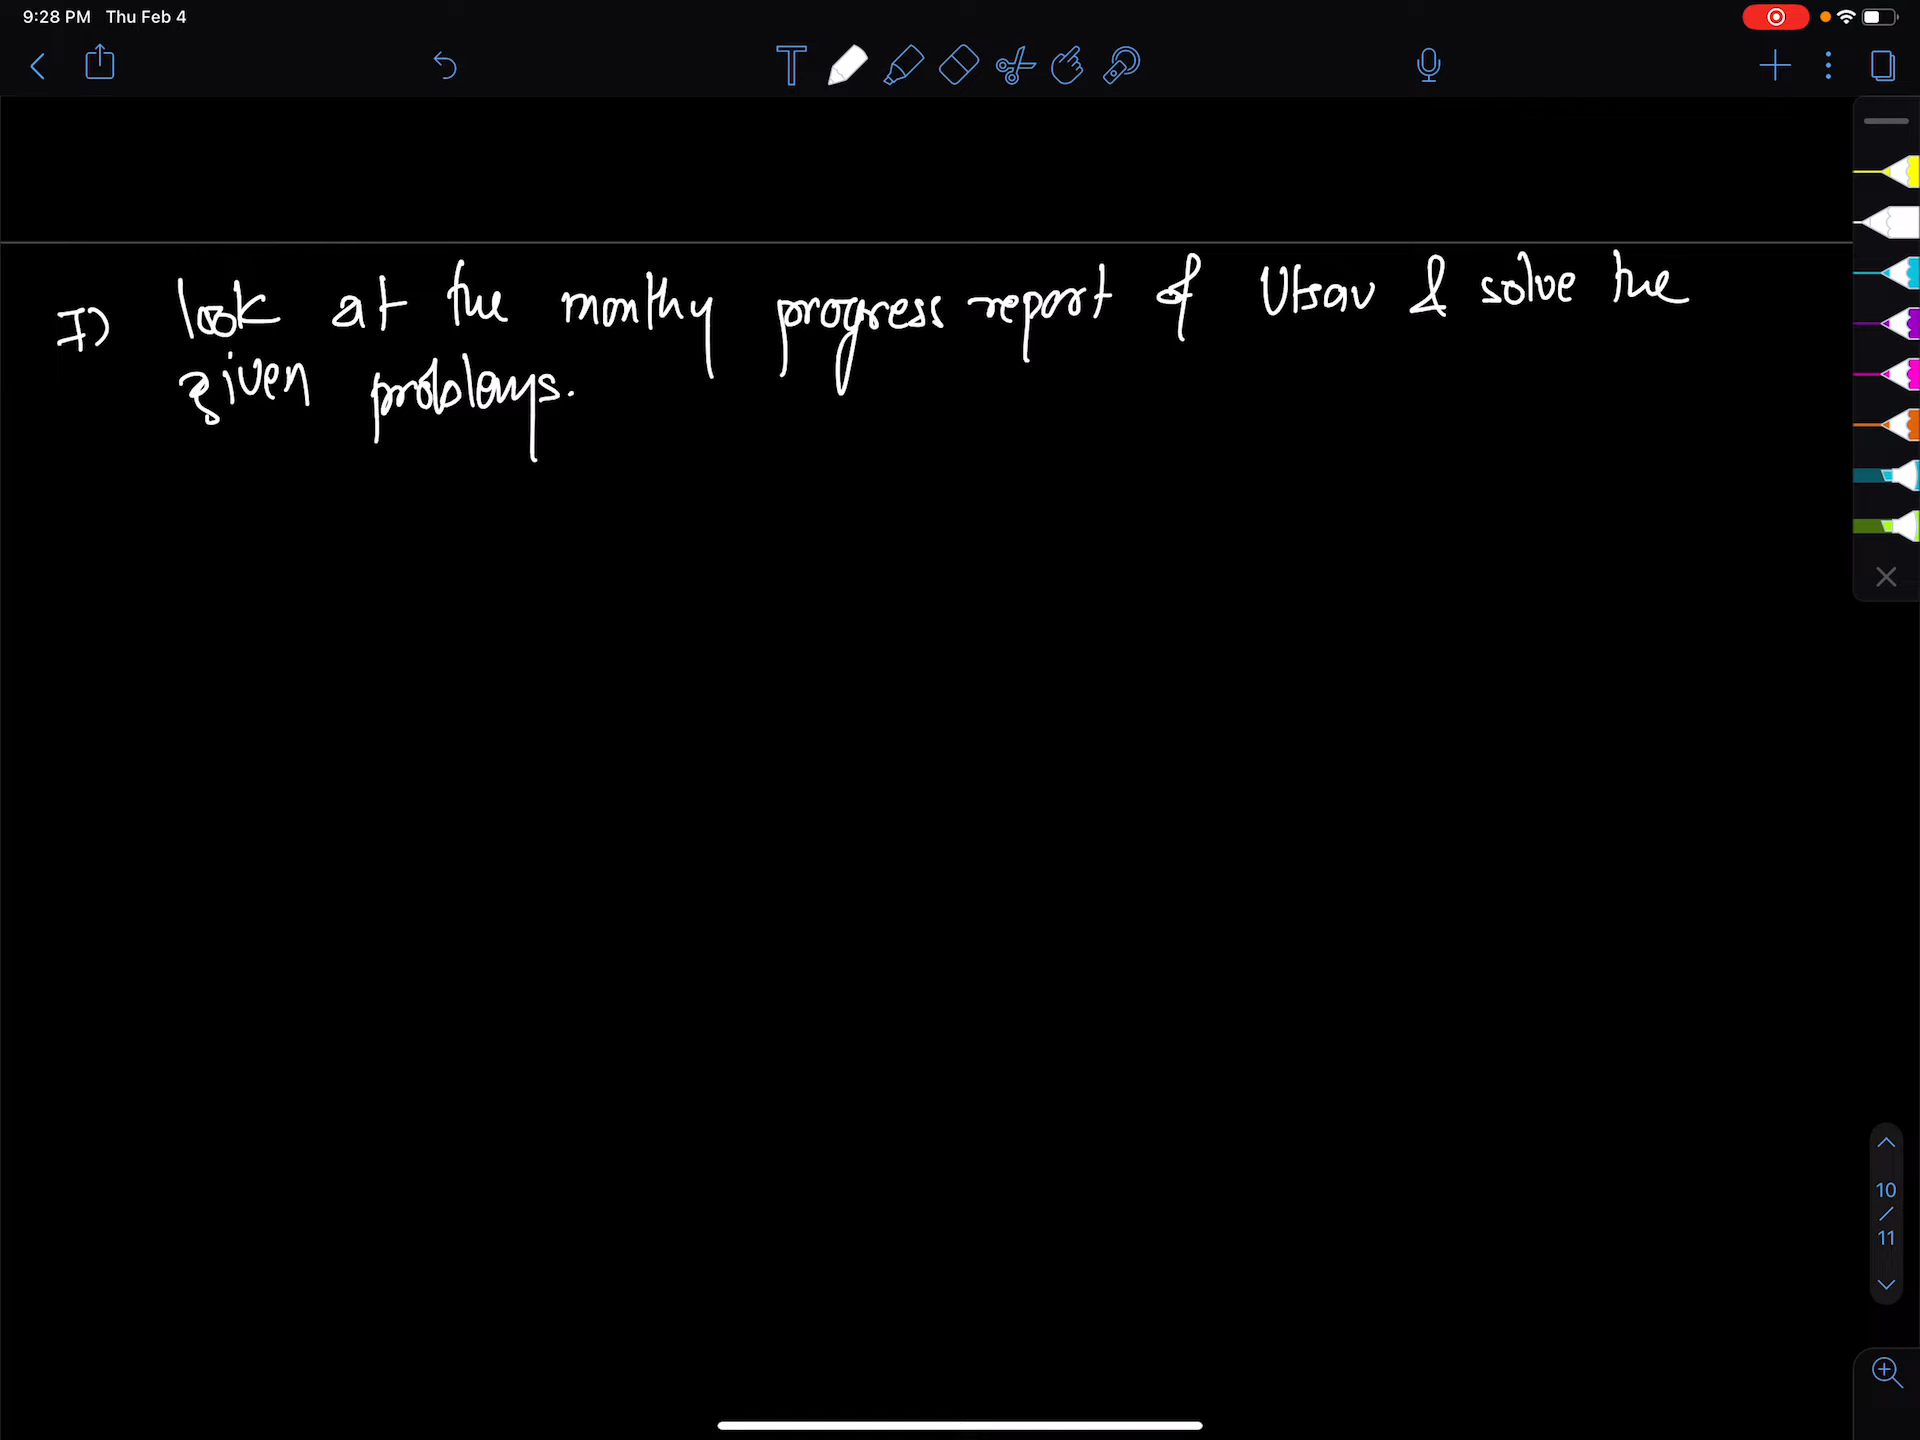 9:28 PM Thu Feb 4
I) look at the monthy progress report of Utsav & solve the
given problems.
10
/
11